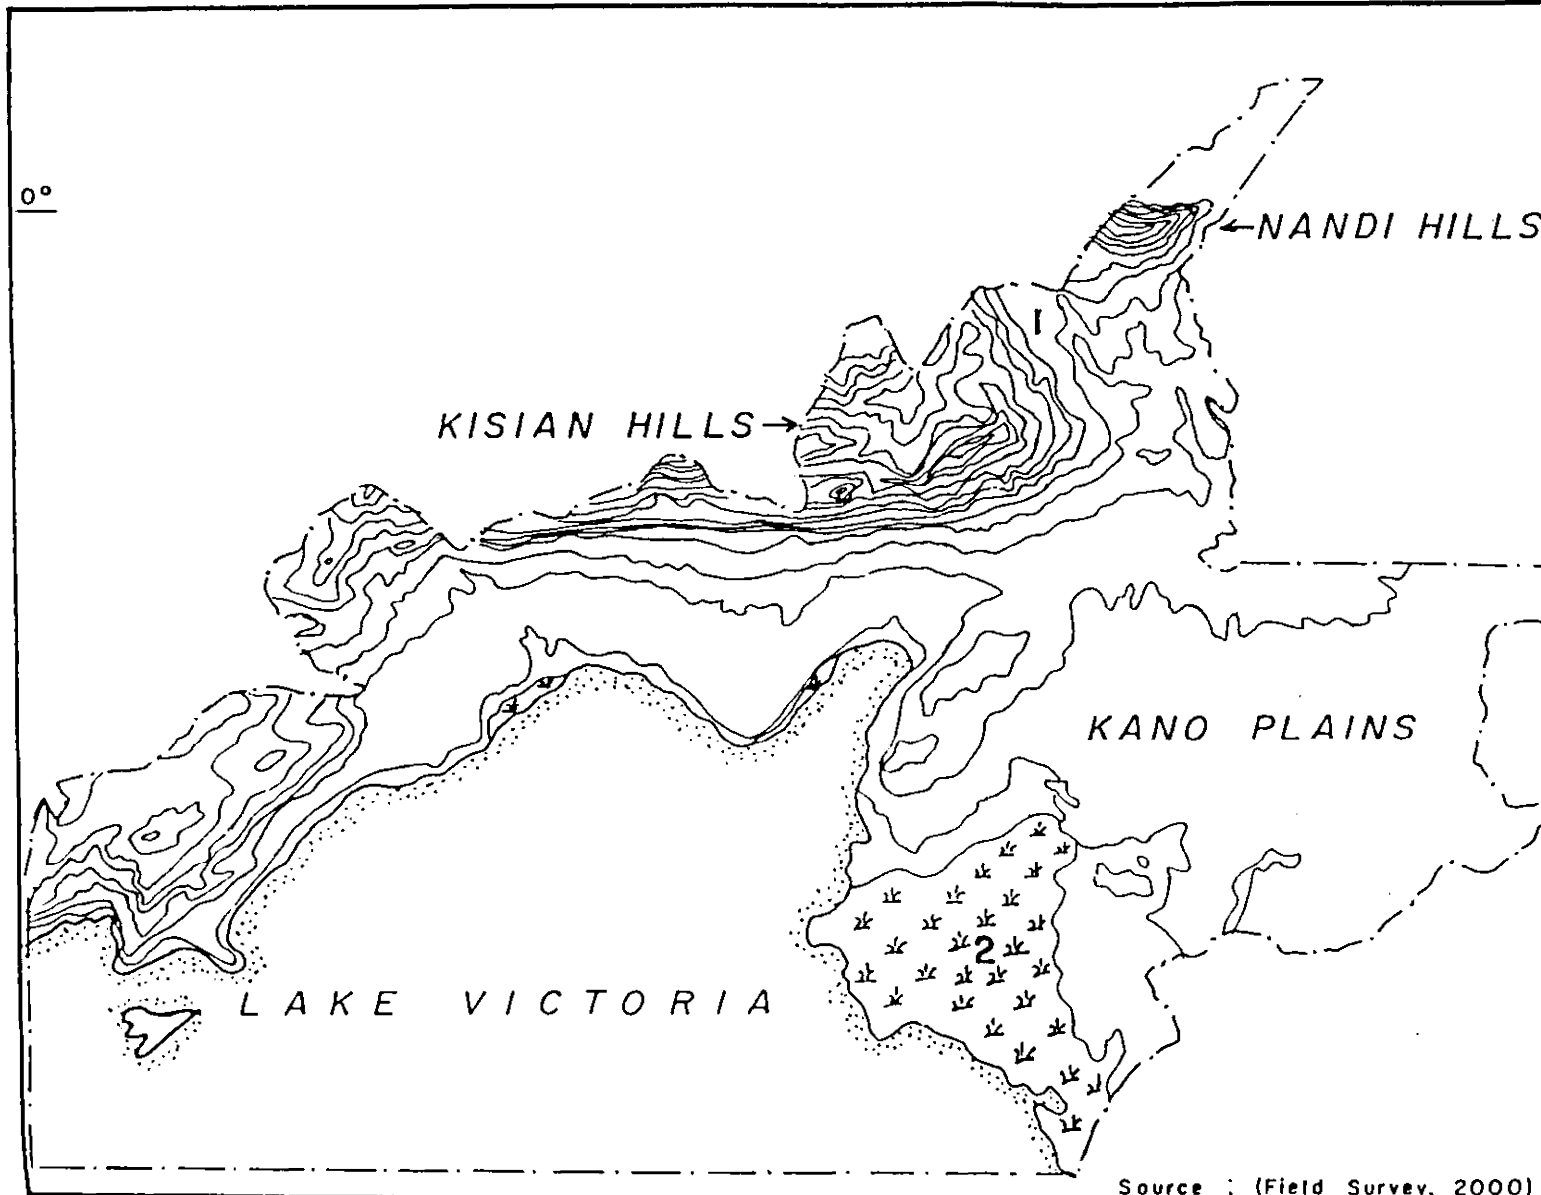 0°
NANDI HILLS
1
KISIAN HILLS
KANO PLAINS
2
LAKE VICTORIA
Source : (Field Survey, 2000)